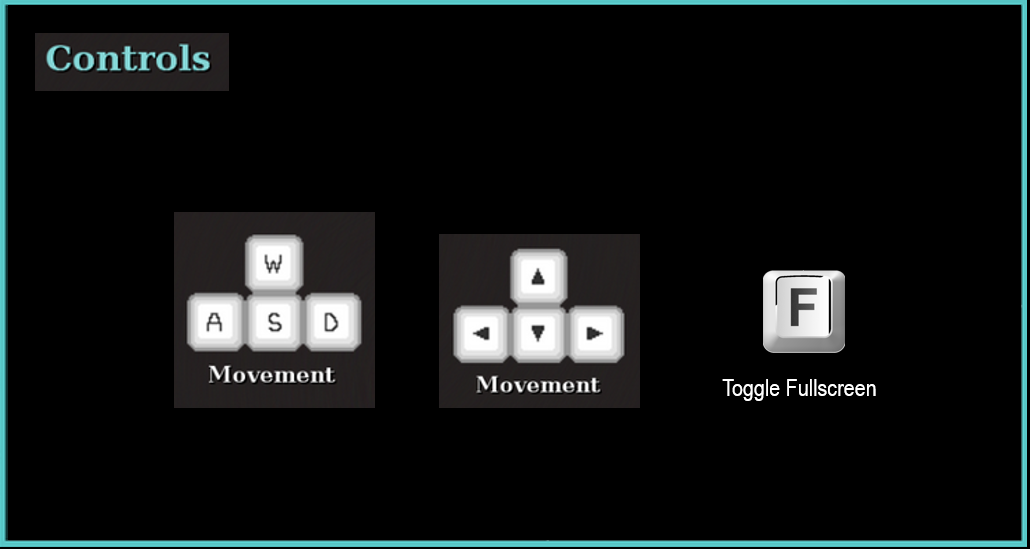 Controls
W
A S D
Movement
▲
◄ ▼ ►
Movement
F
Toggle Fullscreen